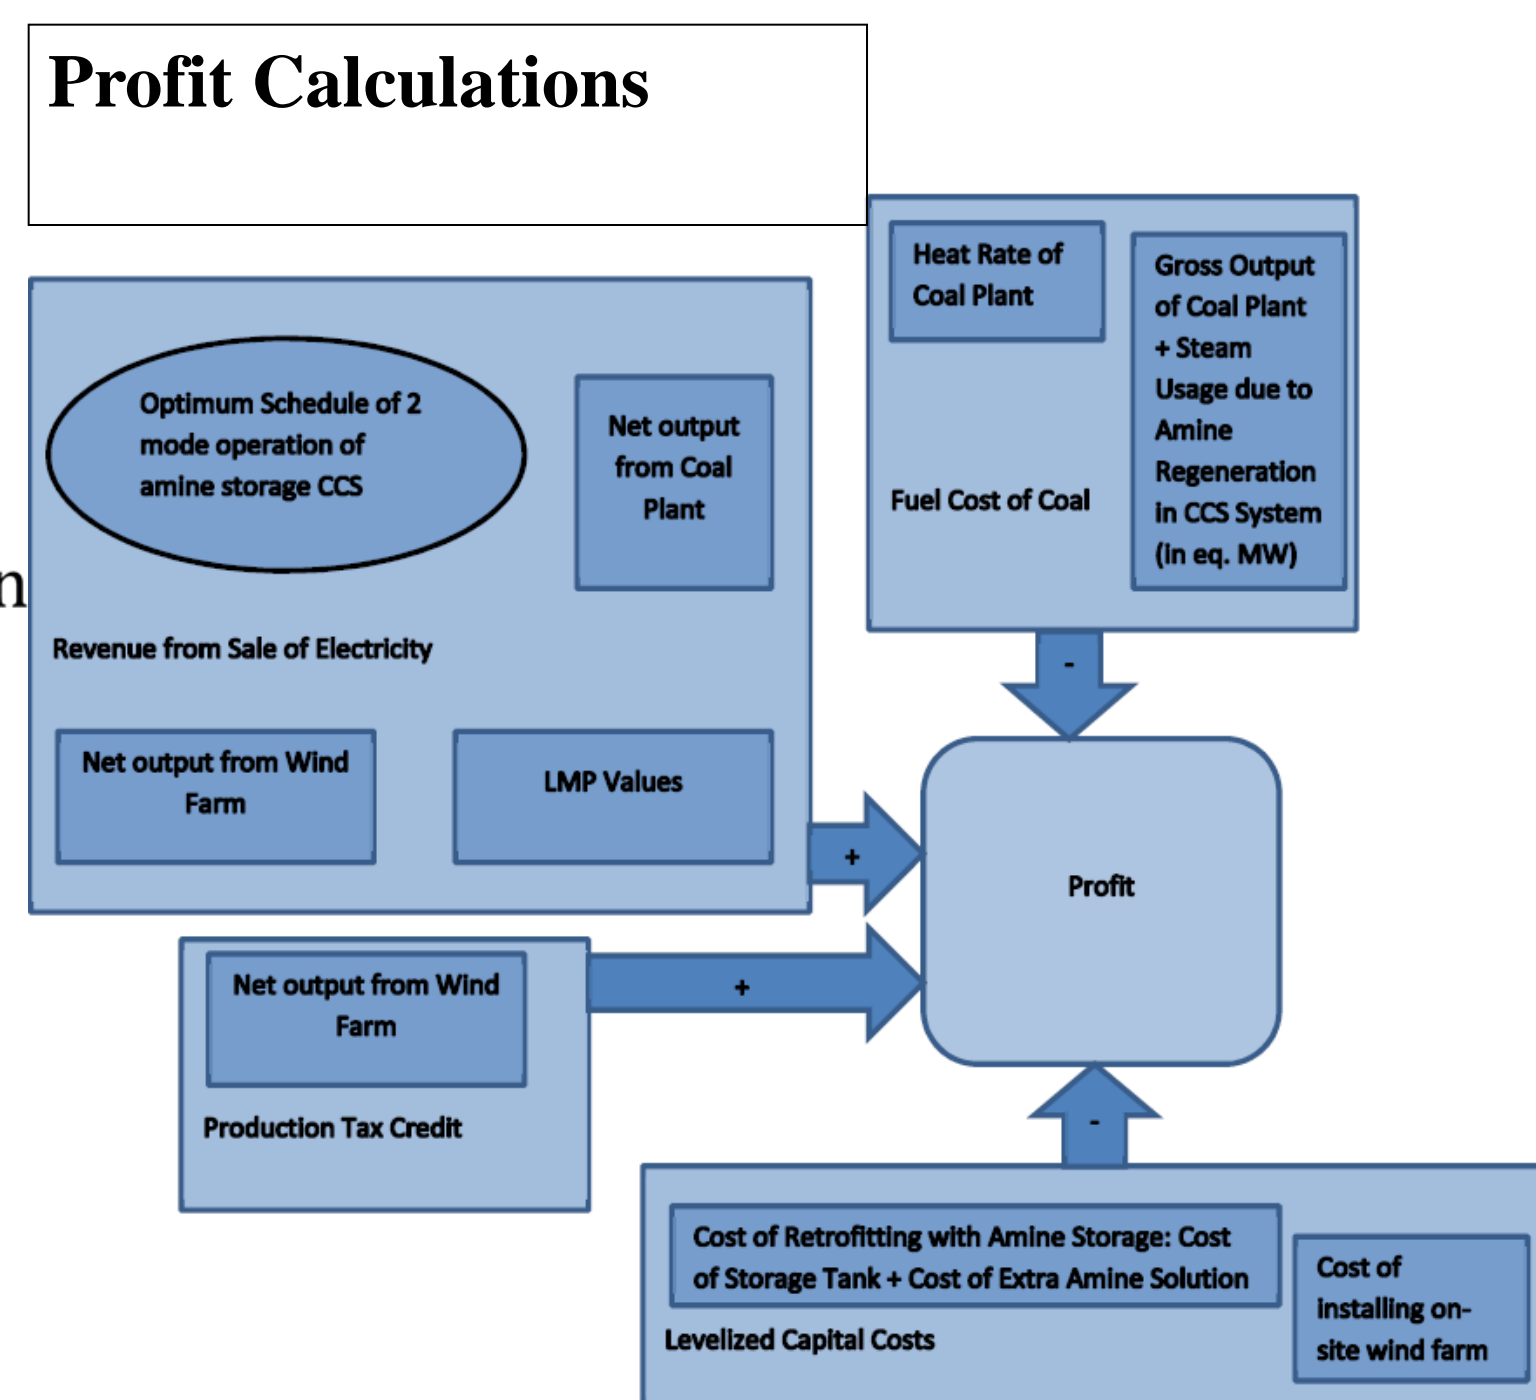 Profit Calculations
Heat Rate of
Coal Plant
Gross Output
of Coal Plant
+ Steam
Usage due to
Amine
Regeneration
in CCS System
(in eq. MW)
Fuel Cost of Coal
-
Optimum Schedule of 2
mode operation of
amine storage CCS
Net output
from Coal
Plant
n
Revenue from Sale of Electricity
Net output from Wind
Farm
LMP Values
+
Profit
Net output from Wind
Farm
+
Production Tax Credit
-
Cost of Retrofitting with Amine Storage: Cost
of Storage Tank + Cost of Extra Amine Solution
Cost of
installing on-
site wind farm
Levelized Capital Costs